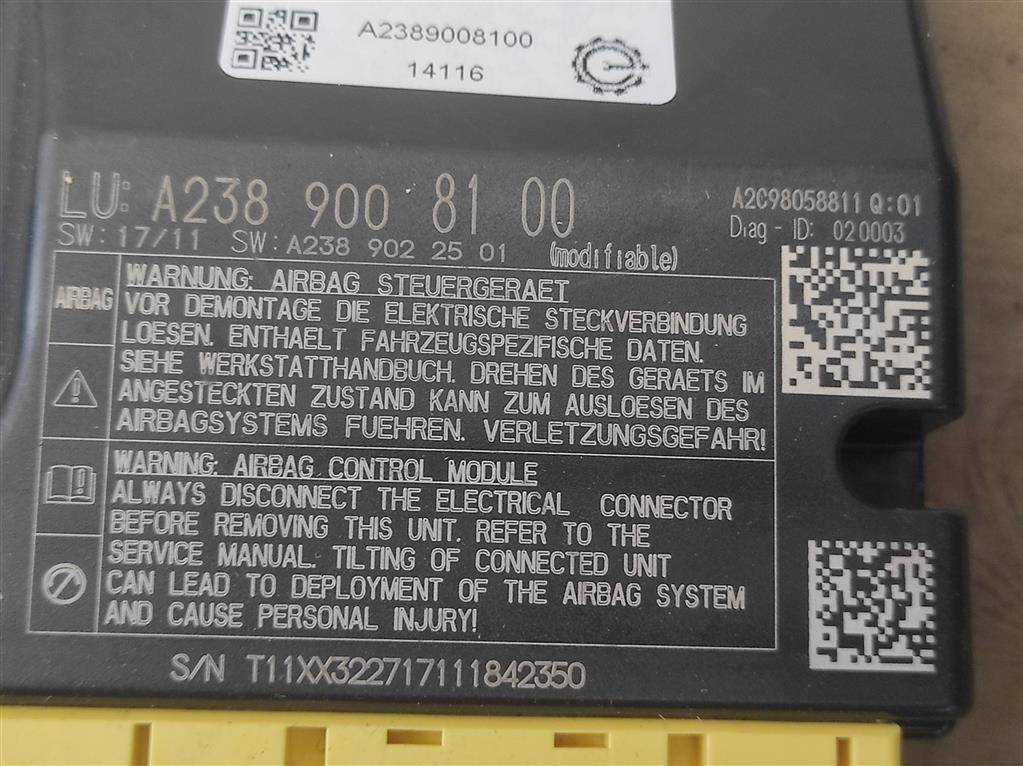 A2389008100
14116
LU: A238 900 81 00
A2C98058811 Q:01
SW: 17/11 SW: A238 902 25 01 (modifiable)
Diag - ID: 020003
AIRBAG
WARNUNG: AIRBAG STEUERGERAET
VOR DEMONTAGE DIE ELEKTRISCHE STECKVERBINDUNG
LOESEN. ENTHAELT FAHRZEUGSPEZIFISCHE DATEN.
SIEHE WERKSTATTHANDBUCH. DREHEN DES GERAETS IM
ANGESTECKTEN ZUSTAND KANN ZUM AUSLOESEN DES
AIRBAGSYSTEMS FUEHREN. VERLETZUNGSGEFAHR!
WARNING: AIRBAG CONTROL MODULE
ALWAYS DISCONNECT THE ELECTRICAL CONNECTOR
BEFORE REMOVING THIS UNIT. REFER TO THE
SERVICE MANUAL. TILTING OF CONNECTED UNIT
CAN LEAD TO DEPLOYMENT OF THE AIRBAG SYSTEM
AND CAUSE PERSONAL INJURY!
S/N T11XX322717111842350